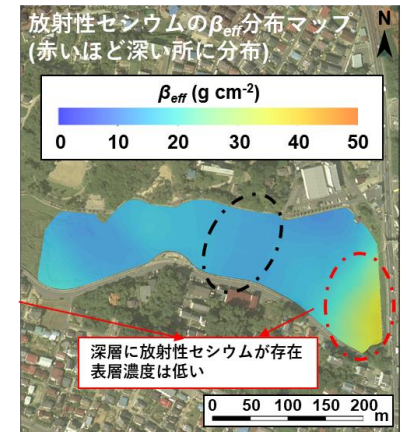 放射性セシウムのβeff分布マップ
(赤いほど深い所に分布)
N
βeff (g cm-2)
0 10 20 30 40 50
深層に放射性セシウムが存在
表層濃度は低い
0 50 100 150 200
m